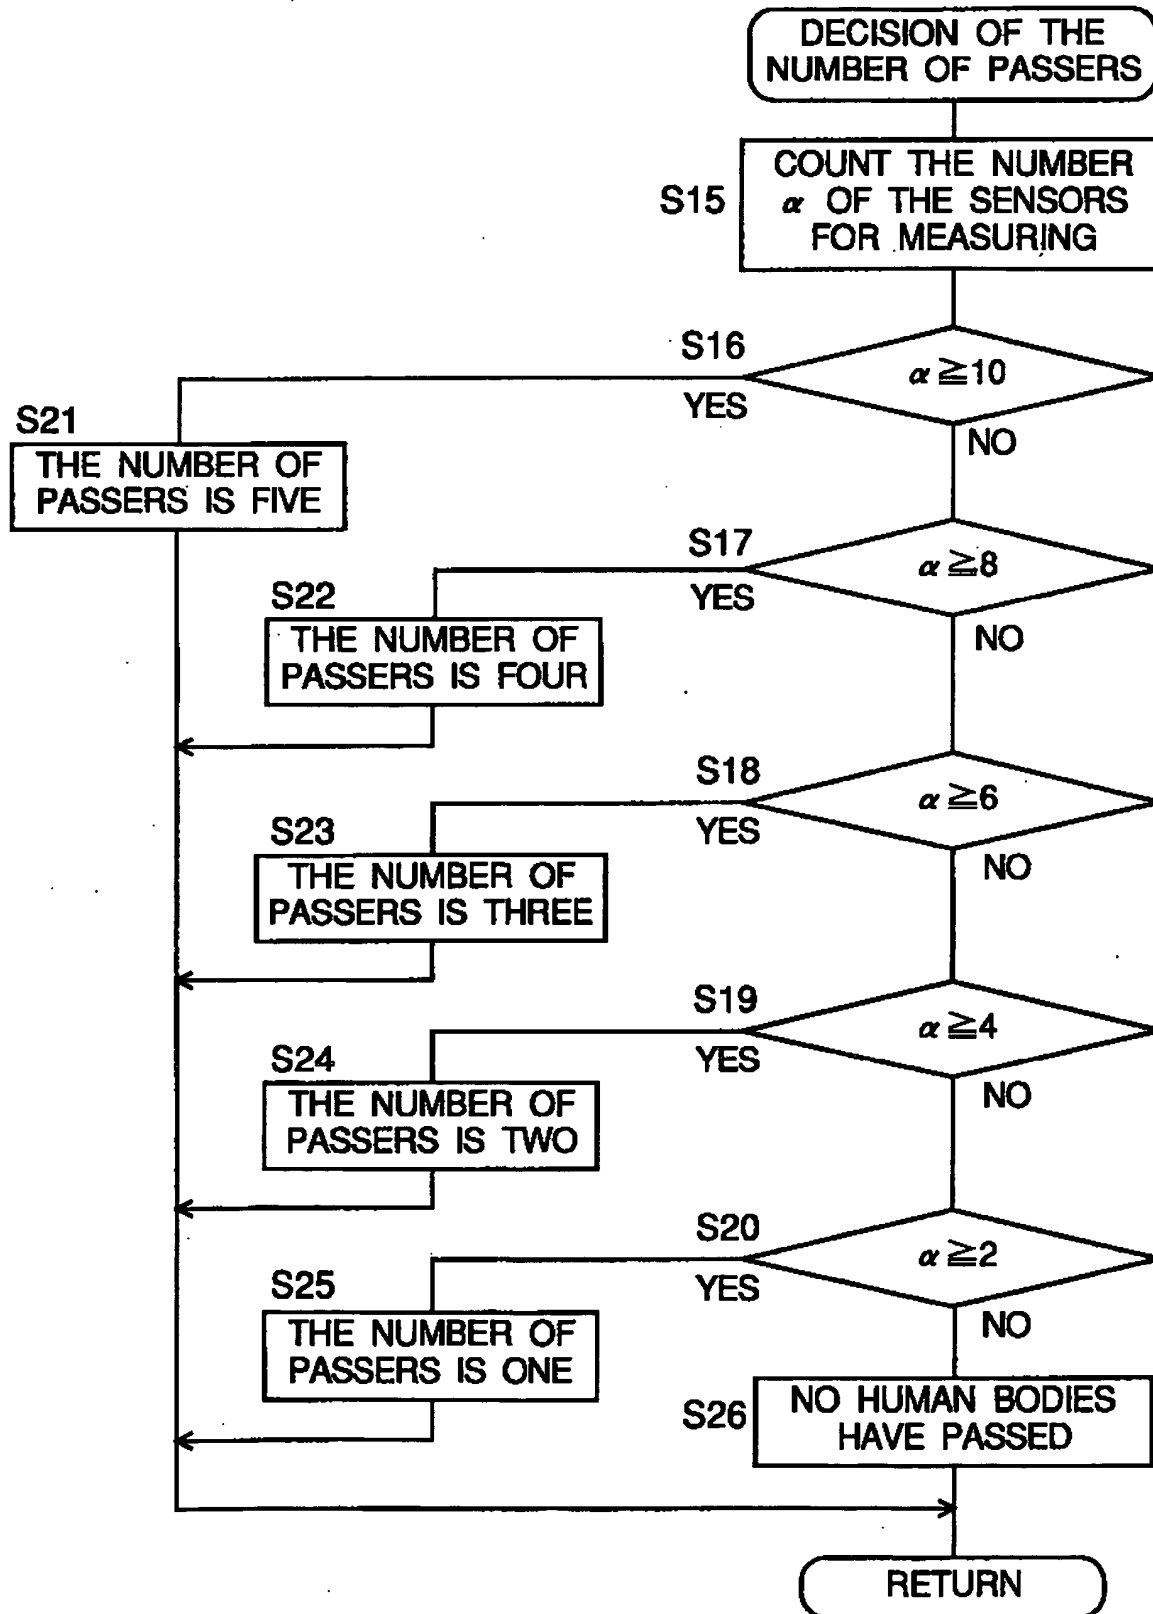 DECISION OF THE
NUMBER OF PASSERS
S15
COUNT THE NUMBER
α OF THE SENSORS
FOR MEASURING
S16
α≧10
YES
NO
S21
THE NUMBER OF
PASSERS IS FIVE
S17
α≧8
YES
NO
S22
THE NUMBER OF
PASSERS IS FOUR
S18
α≧6
YES
NO
S23
THE NUMBER OF
PASSERS IS THREE
S19
α≧4
YES
NO
S24
THE NUMBER OF
PASSERS IS TWO
S20
α≧2
YES
NO
S25
THE NUMBER OF
PASSERS IS ONE
S26
NO HUMAN BODIES
HAVE PASSED
RETURN